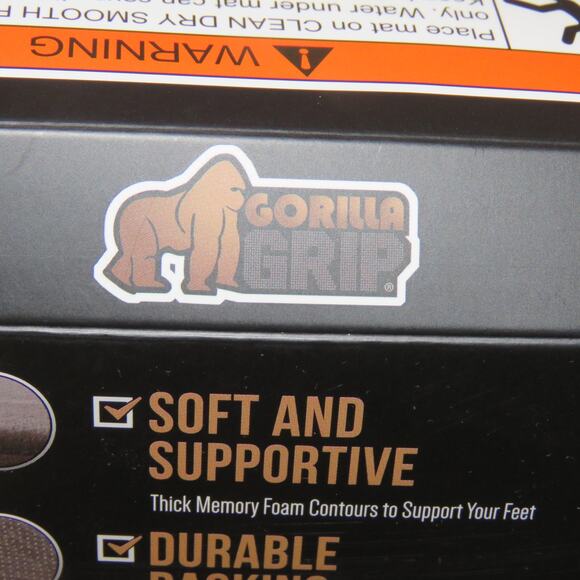 Place mat on CLEAN DRY SMOOTH
only. Water under mat can
WARNING
GORILLA
GRIP®
SOFT AND
SUPPORTIVE
Thick Memory Foam Contours to Support Your Feet
DURABLE
BACKING